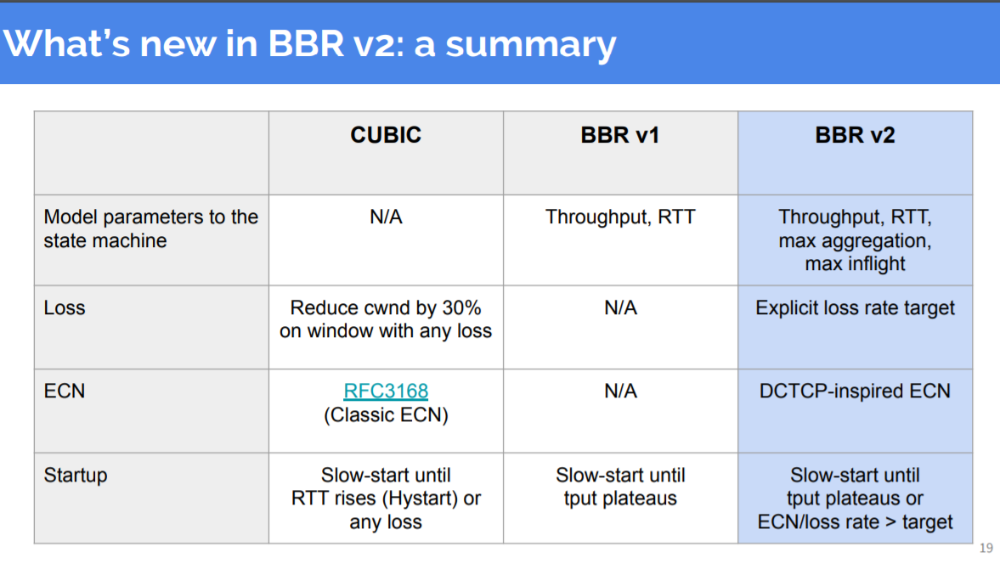 What's new in BBR v2: a summary
CUBIC
BBR v1
BBR v2
Model parameters to the
state machine
N/A
Throughput, RTT
Throughput, RTT,
max aggregation,
max inflight
Loss
Reduce cwnd by 30%
on window with any loss
N/A
Explicit loss rate target
ECN
RFC3168
(Classic ECN)
N/A
DCTCP-inspired ECN
Startup
Slow-start until
RTT rises (Hystart) or
any loss
Slow-start until
tput plateaus
Slow-start until
tput plateaus or
ECN/loss rate > target
19